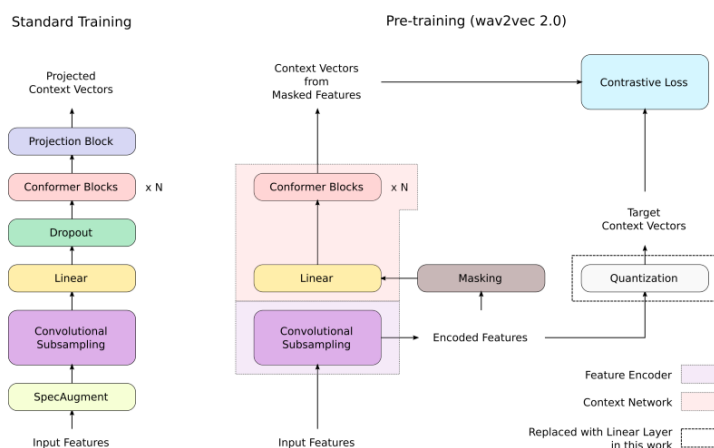 Standard Training
Projected
Context Vectors
Projection Block
Conformer Blocks
x N
Dropout
Linear
Convolutional
Subsampling
SpecAugment
Input Features
Pre-training (wav2vec 2.0)
Context Vectors
from
Masked Features
Contrastive Loss
Conformer Blocks
x N
Target
Context Vectors
Linear
Masking
Quantization
Convolutional
Subsampling
Encoded Features
Input Features
Feature Encoder
Context Network
Replaced with Linear Layer
in this work